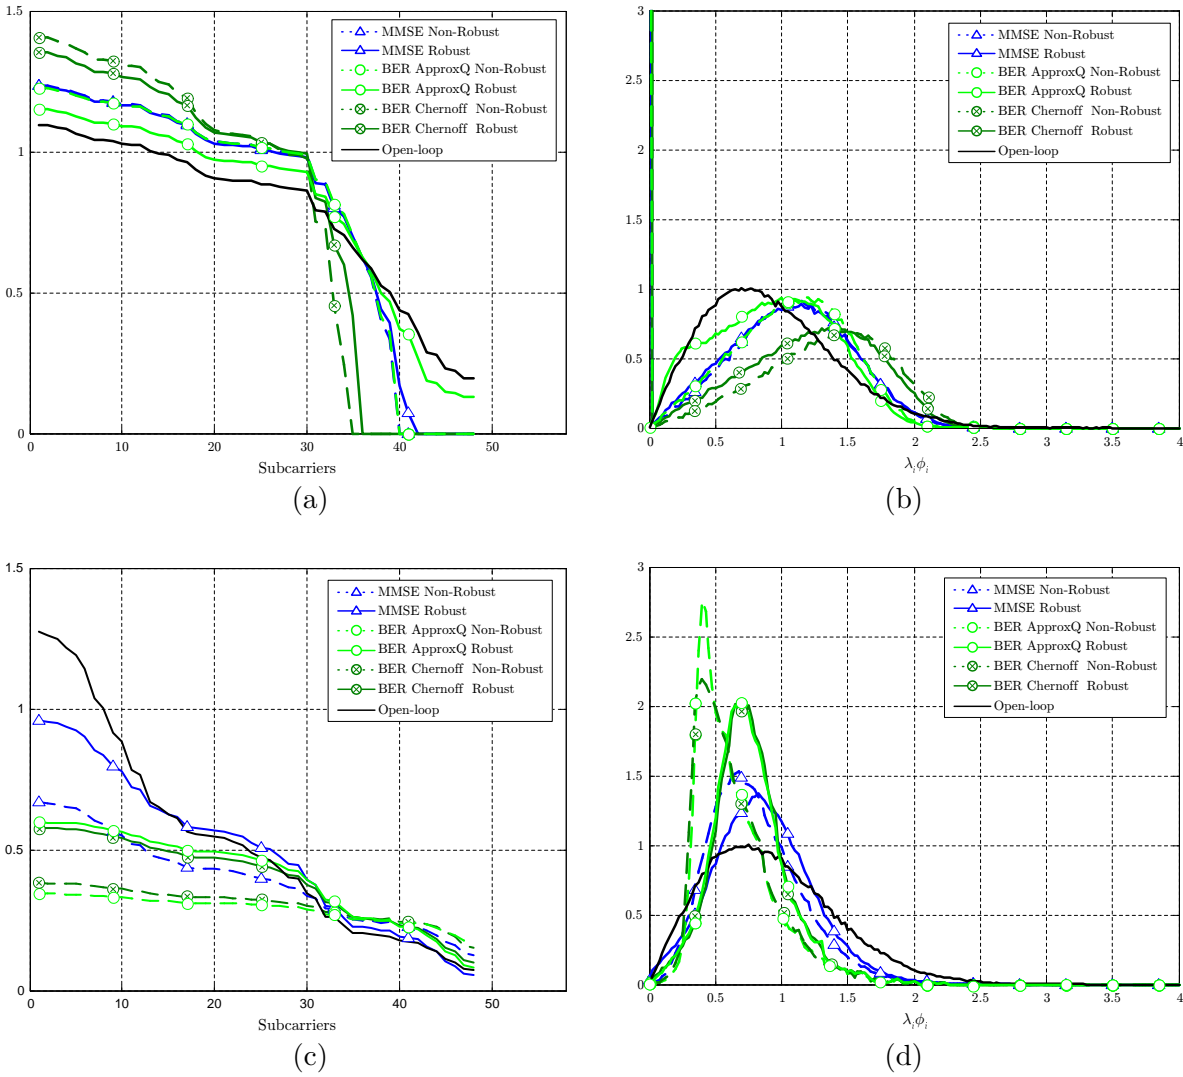 1.5
1
0.5
0
0 10 20 30 40 50
Subcarriers
MMSE Non-Robust
MMSE Robust
BER ApproxQ Non-Robust
BER ApproxQ Robust
BER Chernoff Non-Robust
BER Chernoff Robust
Open-loop
(a)
3
2.5
2
1.5
1
0.5
0
0 0.5 1 1.5 2 2.5 3 3.5 4
λiϕi
MMSE Non-Robust
MMSE Robust
BER ApproxQ Non-Robust
BER ApproxQ Robust
BER Chernoff Non-Robust
BER Chernoff Robust
Open-loop
(b)
1.5
1
0.5
0
0 10 20 30 40 50
Subcarriers
MMSE Non-Robust
MMSE Robust
BER ApproxQ Non-Robust
BER ApproxQ Robust
BER Chernoff Non-Robust
BER Chernoff Robust
Open-loop
(c)
3
2.5
2
1.5
1
0.5
0
0 0.5 1 1.5 2 2.5 3 3.5 4
λiϕi
MMSE Non-Robust
MMSE Robust
BER ApproxQ Non-Robust
BER ApproxQ Robust
BER Chernoff Non-Robust
BER Chernoff Robust
Open-loop
(d)